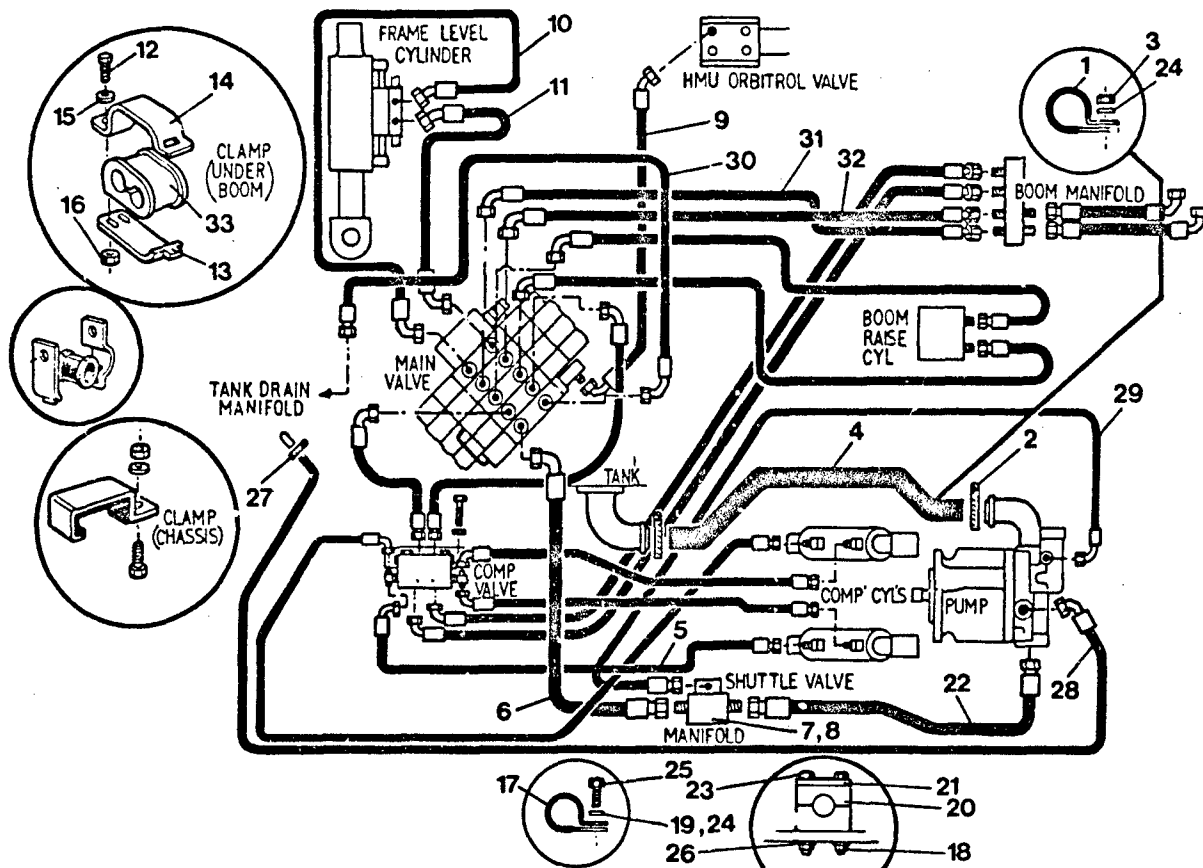 10
FRAME LEVEL
CYLINDER
12
14
15
CLAMP
(UNDER
BOOM)
16
33
13
11
HMU ORBITROL VALVE
9
30
31
32
1
3
24
BOOM MANIFOLD
BOOM
RAISE
CYL
MAIN
VALVE
TANK DRAIN
MANIFOLD
27
CLAMP
(CHASSIS)
29
4
2
TANK
COMP
VALVE
COMP' CYL'S
PUMP
5
28
6
SHUTTLE VALVE
22
MANIFOLD
7, 8
17
25
19, 24
23
21
20
26
18